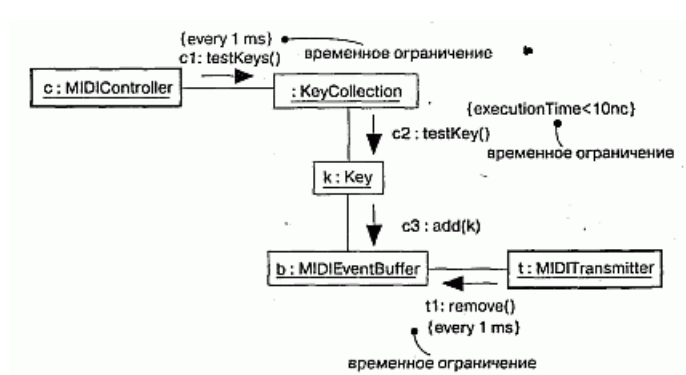 {every 1 ms}
временное ограничение
c1: testKeys()
c : MIDIController
: KeyCollection
{executionTime<10nc}
c2 : testKey()
временное ограничение
k : Key
c3 : add(k)
b : MIDIEventBuffer
t : MIDITransmitter
t1: remove()
{every 1 ms}
временное ограничение